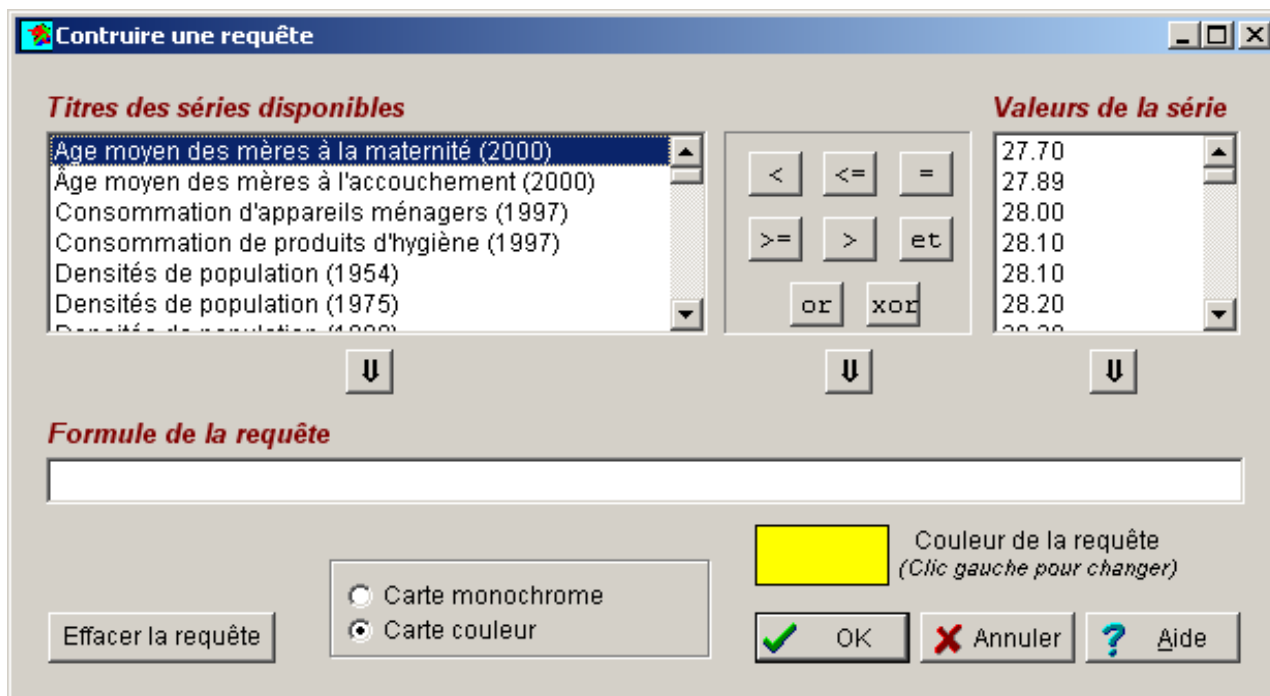 Contruire une requête
Titres des séries disponibles
Valeurs de la série
Age moyen des mères à la maternité (2000)
Âge moyen des mères à l'accouchement (2000)
Consommation d'appareils ménagers (1997)
Consommation de produits d'hygiène (1997)
Densités de population (1954)
Densités de population (1975)
< <= =
>= > et
or xor
27.70
27.89
28.00
28.10
28.10
28.20
Formule de la requête
Couleur de la requête
(Clic gauche pour changer)
Carte monochrome
Carte couleur
Effacer la requête
OK
Annuler
? Aide